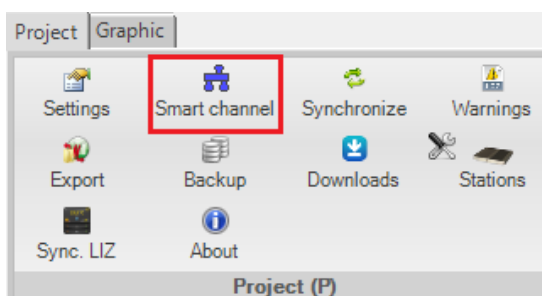 Project Graphic
Settings Smart channel Synchronize Warnings
Export Backup Downloads Stations
Sync. LIZ About
Project (P)